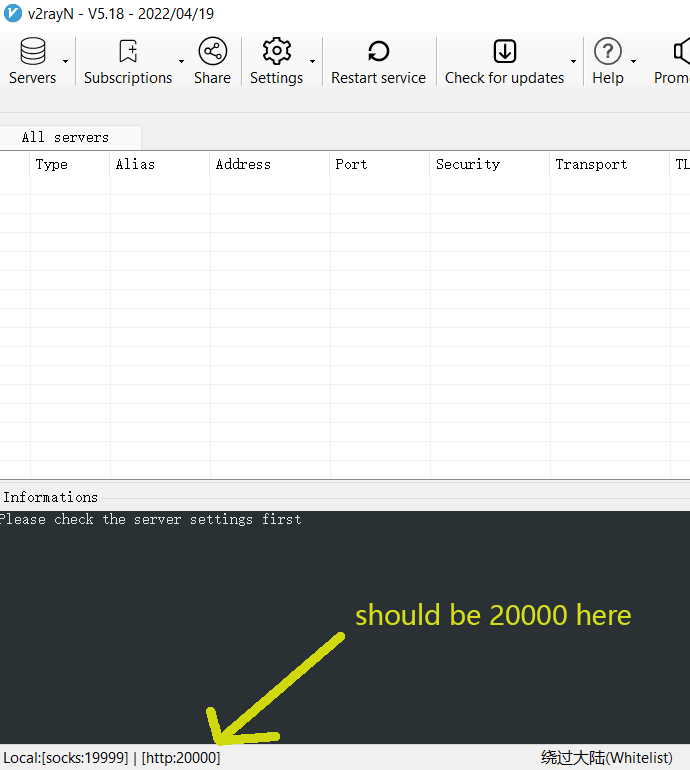 v2rayN - V5.18 - 2022/04/19
Servers Subscriptions Share Settings Restart service Check for updates Help
All servers
Type Alias Address Port Security Transport
Informations
Please check the server settings first
should be 20000 here
Local:[socks:19999] | [http:20000] 绕过大陆(Whitelist)